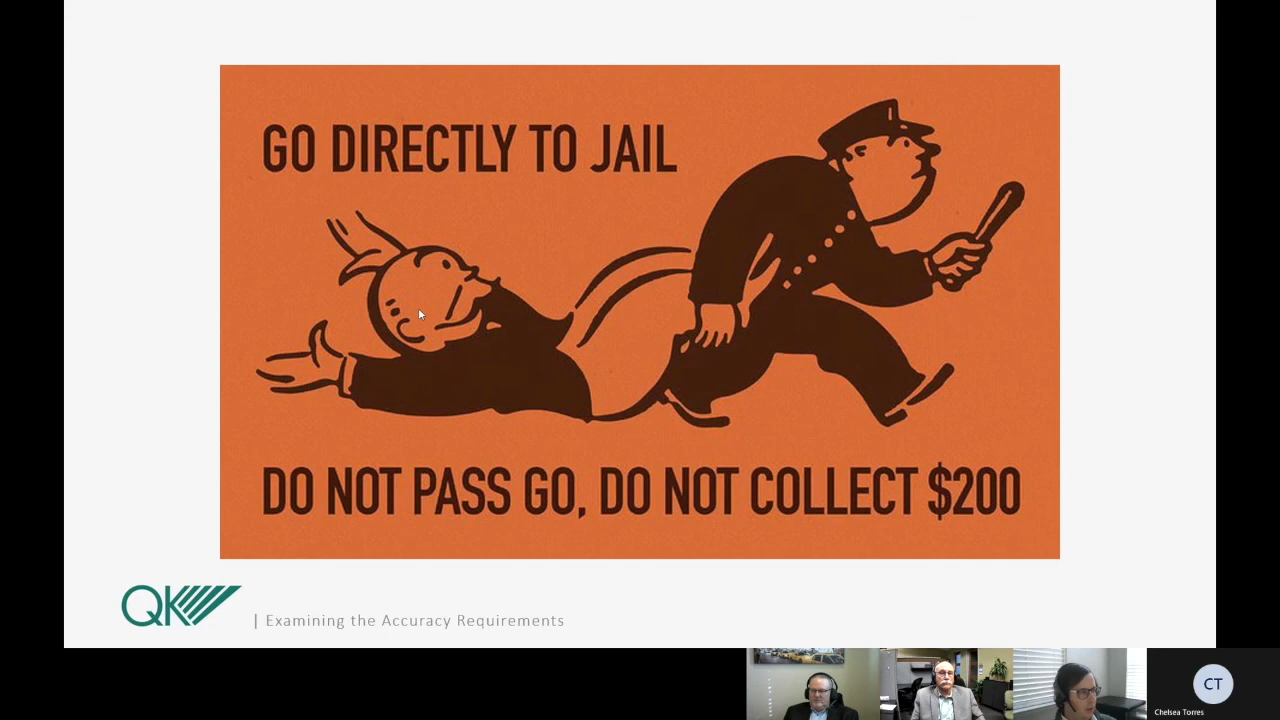 GO DIRECTLY TO JAIL
DO NOT PASS GO, DO NOT COLLECT $200
QK
| Examining the Accuracy Requirements
CT
Chelsea Torres